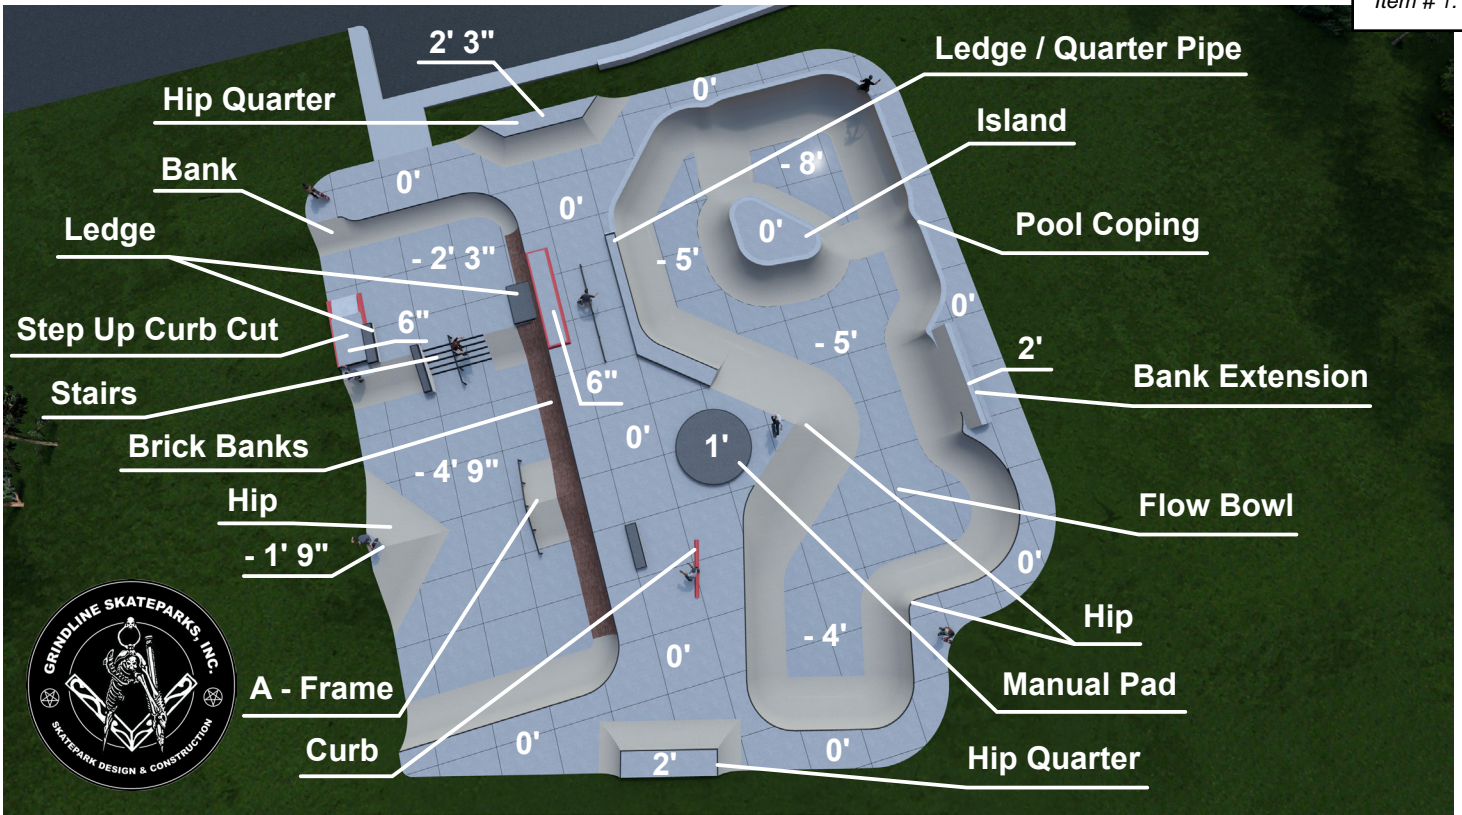 Item # 1.
2' 3"
Ledge / Quarter Pipe
Hip Quarter
0'
Island
- 8'
Bank
0'
0'
0'
Pool Coping
Ledge
- 2' 3"
- 5'
0'
Step Up Curb Cut
6"
- 5'
2'
Bank Extension
Stairs
6"
Brick Banks
0'
1'
- 4' 9"
Hip
Flow Bowl
- 1' 9"
0'
GRINDLINE SKATEPARKS, INC.
SKATEPARK DESIGN & CONSTRUCTION
Hip
- 4'
0'
A - Frame
Manual Pad
Curb
0'
2'
0'
Hip Quarter